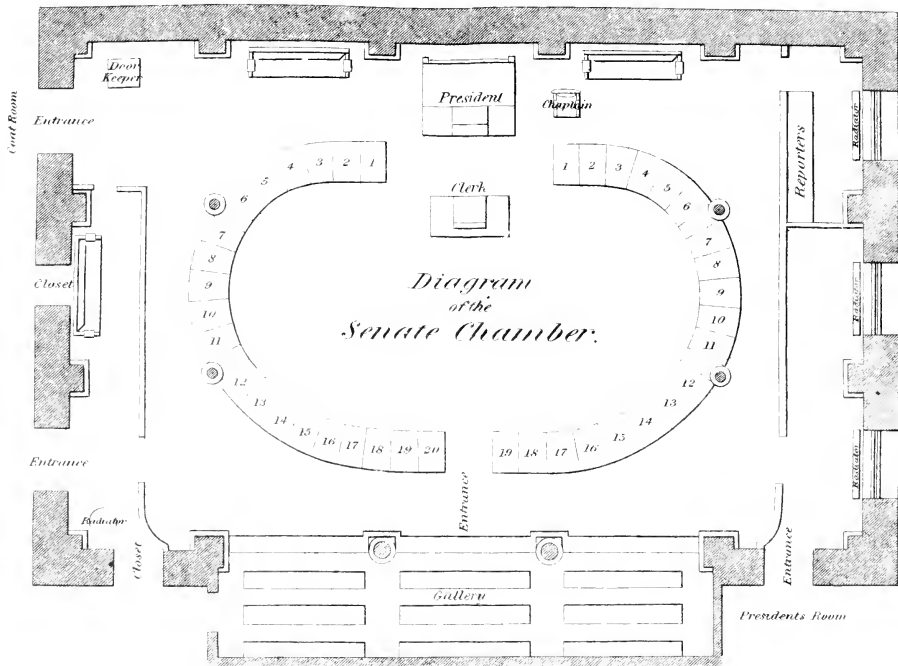 Door
Keeper
President
Chaplain
Coat Room
Entrance
Radiator
Reporters
1
2
3
4
5
6
7
8
9
10
11
12
13
14
15
16
17
18
19
20
1
2
3
4
5
6
7
8
9
10
11
12
13
14
15
16
17
18
19
Clerk
Closet
Diagram
of the
Senate Chamber.
Radiator
Entrance
Radiator
Radiator
Closet
Entrance
Entrance
Gallery
Presidents Room